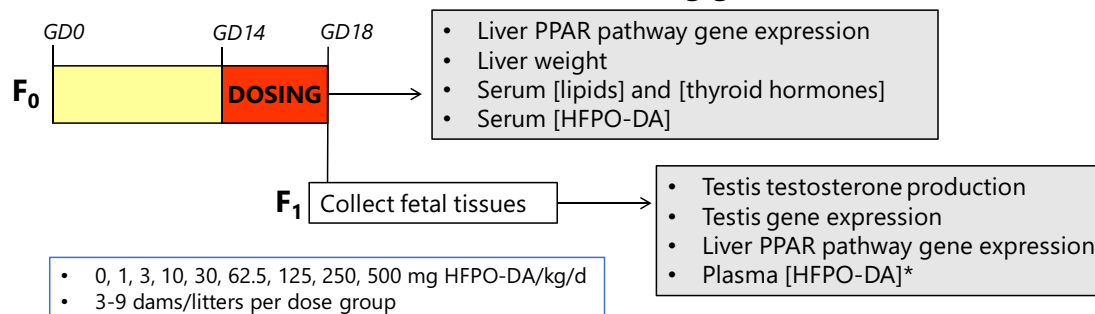 GD0 GD14 GD18
F0 DOSING
• Liver PPAR pathway gene expression
• Liver weight
• Serum [lipids] and [thyroid hormones]
• Serum [HFPO-DA]
F1 Collect fetal tissues
• Testis testosterone production
• Testis gene expression
• Liver PPAR pathway gene expression
• Plasma [HFPO-DA]*
• 0, 1, 3, 10, 30, 62.5, 125, 250, 500 mg HFPO-DA/kg/d
• 3-9 dams/litters per dose group